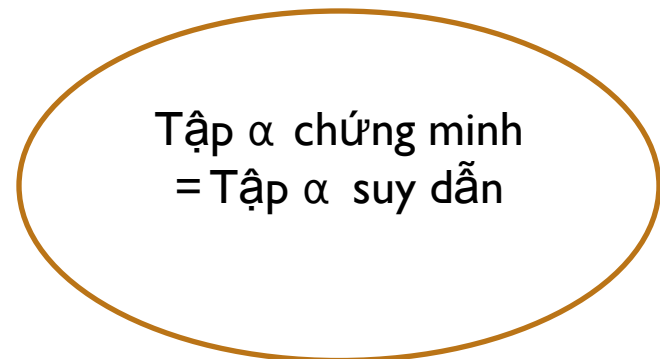 Tập α chứng minh
= Tập α suy dẫn